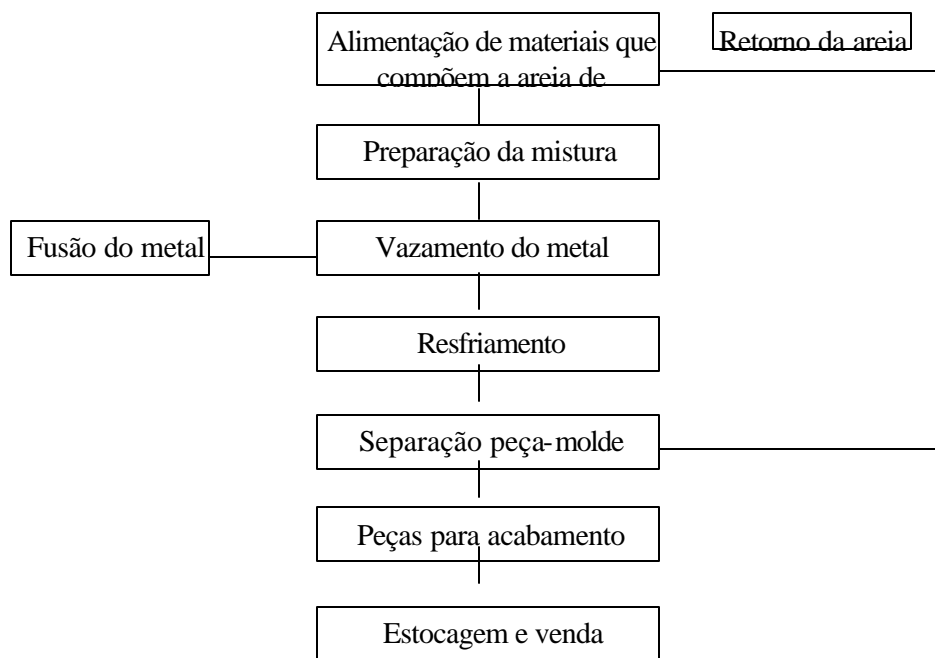 Alimentação de materiais que
compõem a areia de
Retorno da areia
Preparação da mistura
Fusão do metal
Vazamento do metal
Resfriamento
Separação peça-molde
Peças para acabamento
Estocagem e venda